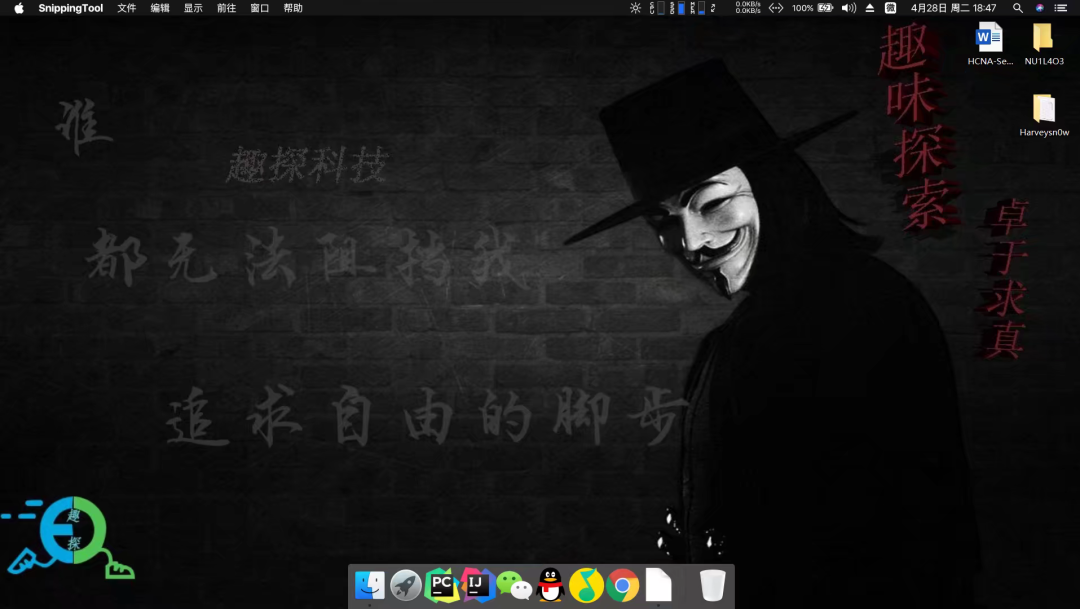 SnippingTool 文件 编辑 显示 前往 窗口 帮助
0.0KB/s
0.0KB/s
100%
微
4月28日 周二 18:47
HCNA-Se...
NU1L4O3
Harveysn0w
谁
趣探科技
都无法阻挡我
追求自由的脚步
趣味探索
卓于求真
趣
探
PC
IJ